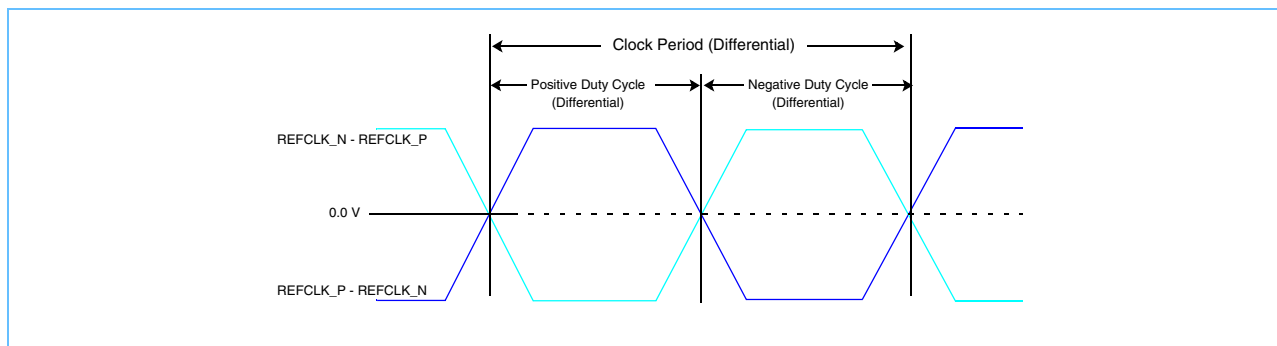 Clock Period (Differential)
Positive Duty Cycle
(Differential)
Negative Duty Cycle
(Differential)
REFCLK_N - REFCLK_P
0.0 V
REFCLK_P - REFCLK_N